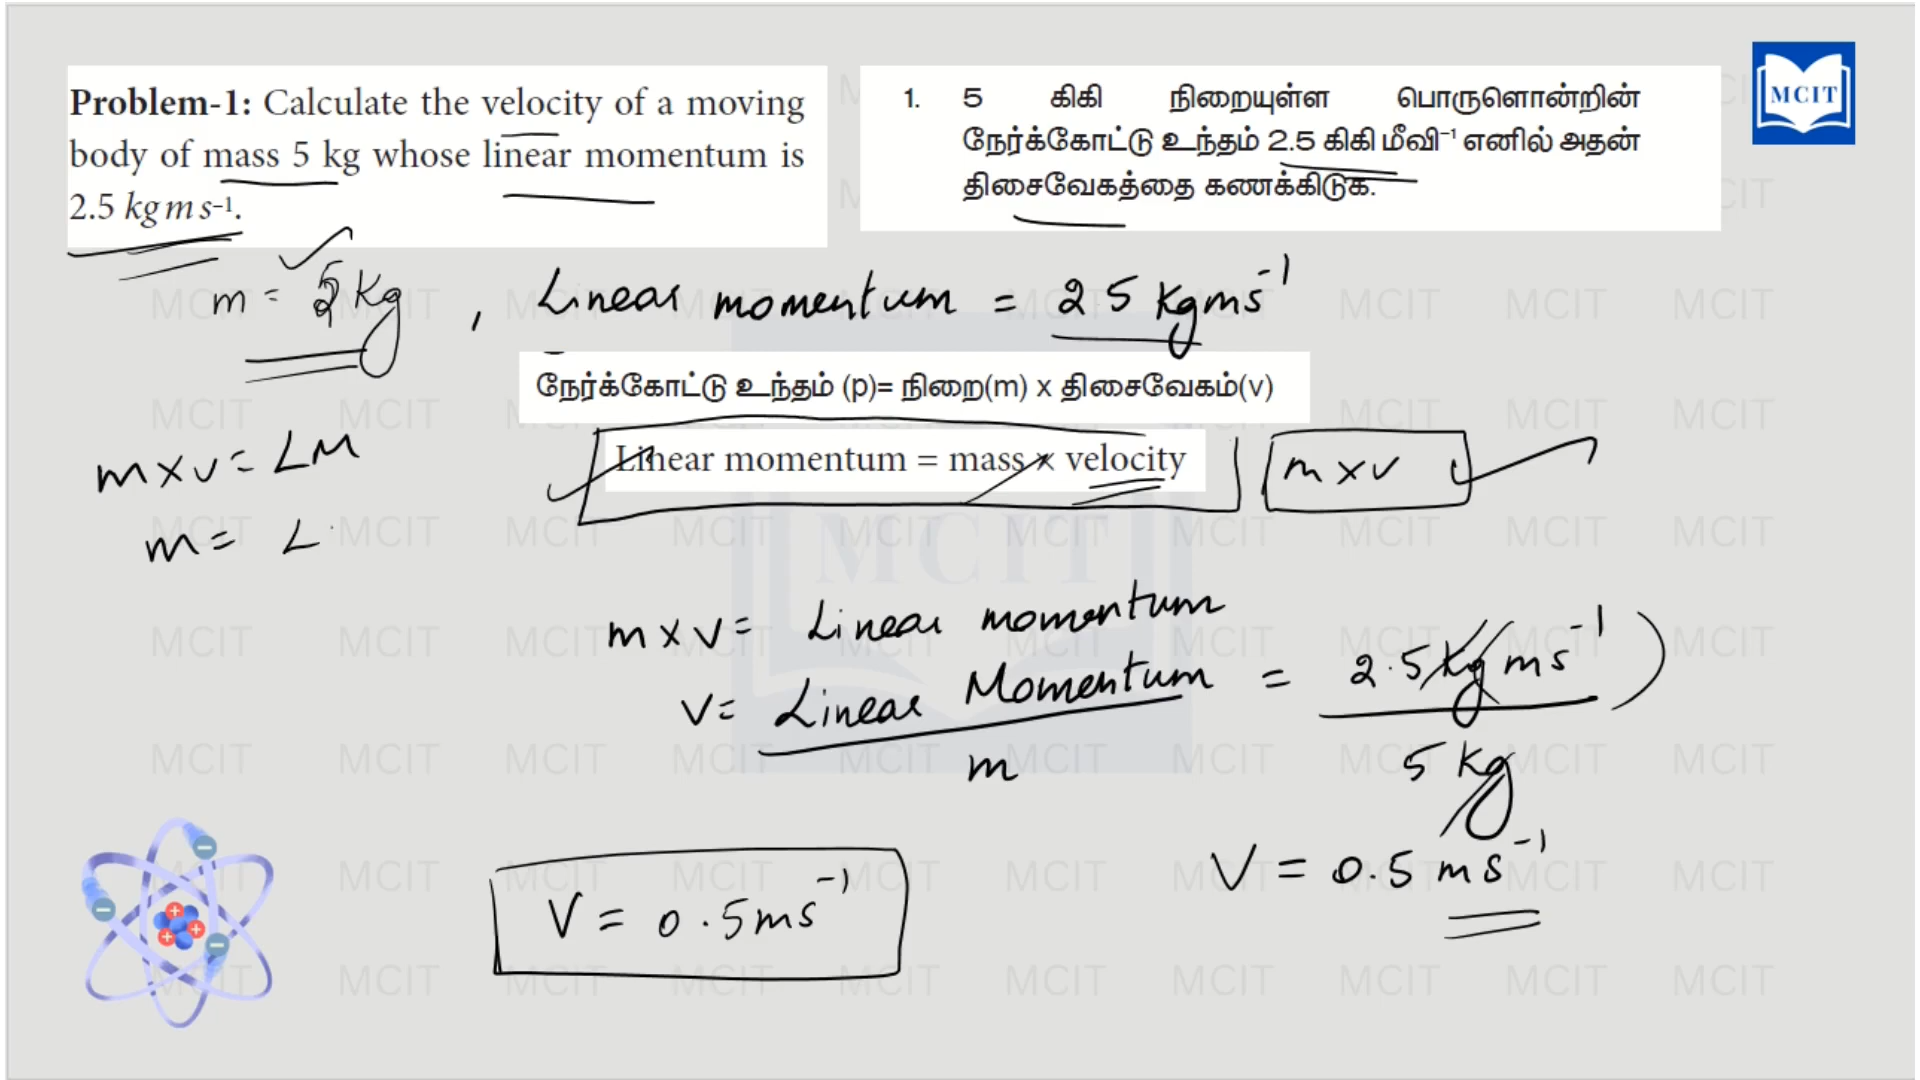 Problem-1: Calculate the velocity of a moving
body of mass 5 kg whose linear momentum is
2.5 kg m s⁻¹.
1. 5 கிகி நிறையுள்ள பொருளொன்றின்
நேர்க்கோட்டு உந்தம் 2.5 கிகி மீவி⁻¹ எனில் அதன்
திசைவேகத்தை கணக்கிடுக.
MCIT
m = 5 kg , Linear momentum = 2.5 kgms⁻¹
நேர்க்கோட்டு உந்தம் (p)= நிறை(m) x திசைவேகம்(v)
Linear momentum = mass × velocity
m x v
m x v = LM
m = L
m x v = Linear momentum
v = Linear Momentum / m = 2.5 kg ms⁻¹ / 5 kg
V = 0.5 ms⁻¹
V = 0.5 ms⁻¹